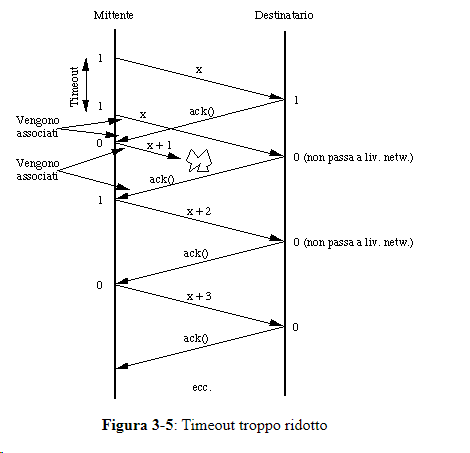 Mittente
Destinatario
1
Timeout
x
1
ack()
1
x
Vengono
associati
0
x + 1
0 (non passa a liv. netw.)
Vengono
associati
ack()
1
x + 2
0 (non passa a liv. netw.)
ack()
0
x + 3
0
ack()
ecc.
Figura 3-5: Timeout troppo ridotto